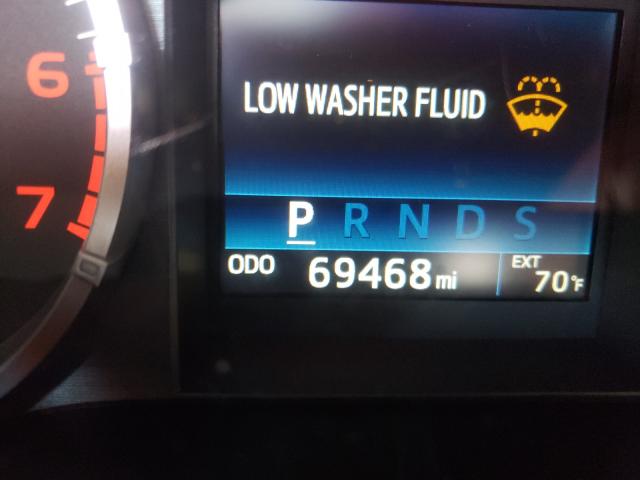 6
7
LOW WASHER FLUID
P R N D S
ODO 69468 mi EXT 70°F